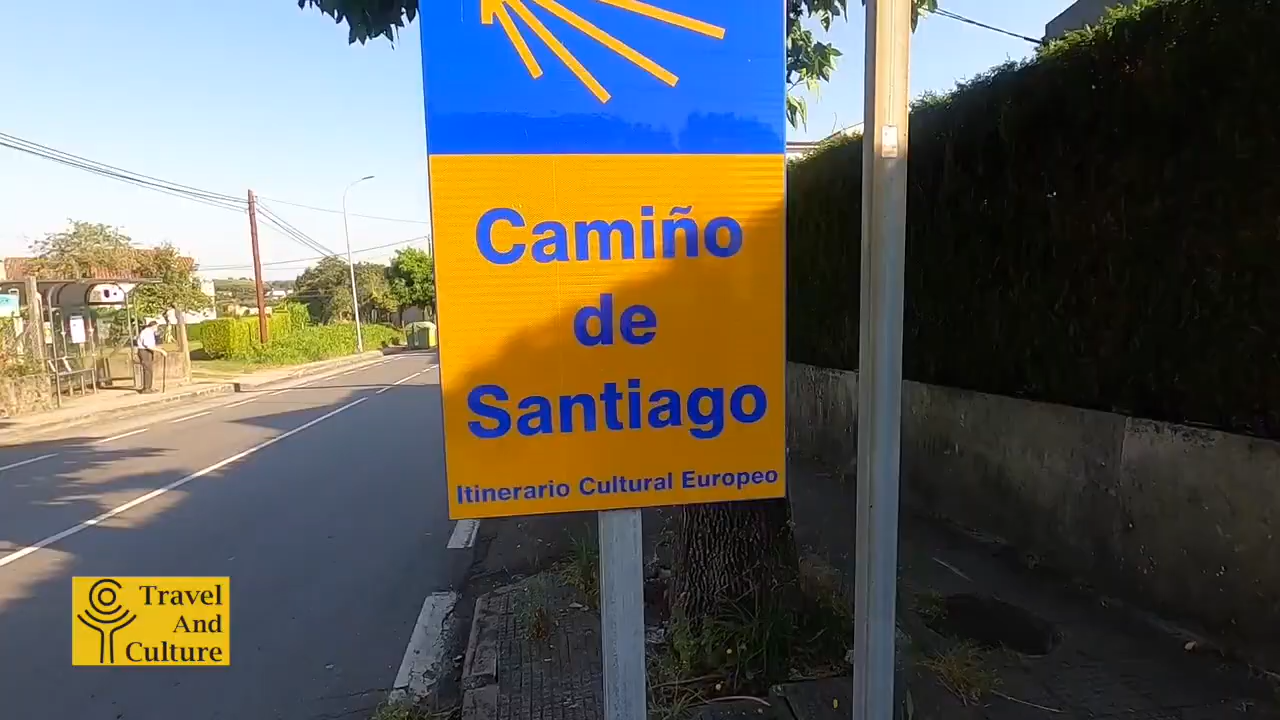 Camiño
de
Santiago
Itinerario Cultural Europeo
Travel
And
Culture